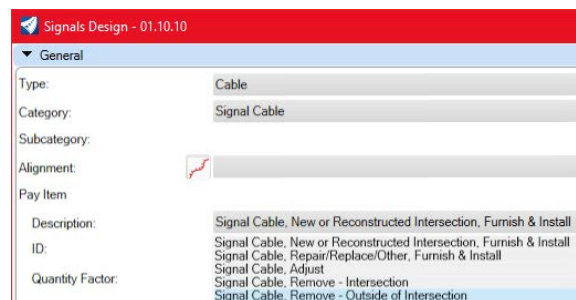 Signals Design - 01.10.10
General
Type: Cable
Category: Signal Cable
Subcategory:
Alignment:
Pay Item
Description: Signal Cable, New or Reconstructed Intersection, Furnish & Install
ID: Signal Cable, New or Reconstructed Intersection, Furnish & Install
Signal Cable, Repair/Replace/Other, Furnish & Install
Signal Cable, Adjust
Quantity Factor: Signal Cable, Remove - Intersection
Signal Cable, Remove - Outside of Intersection